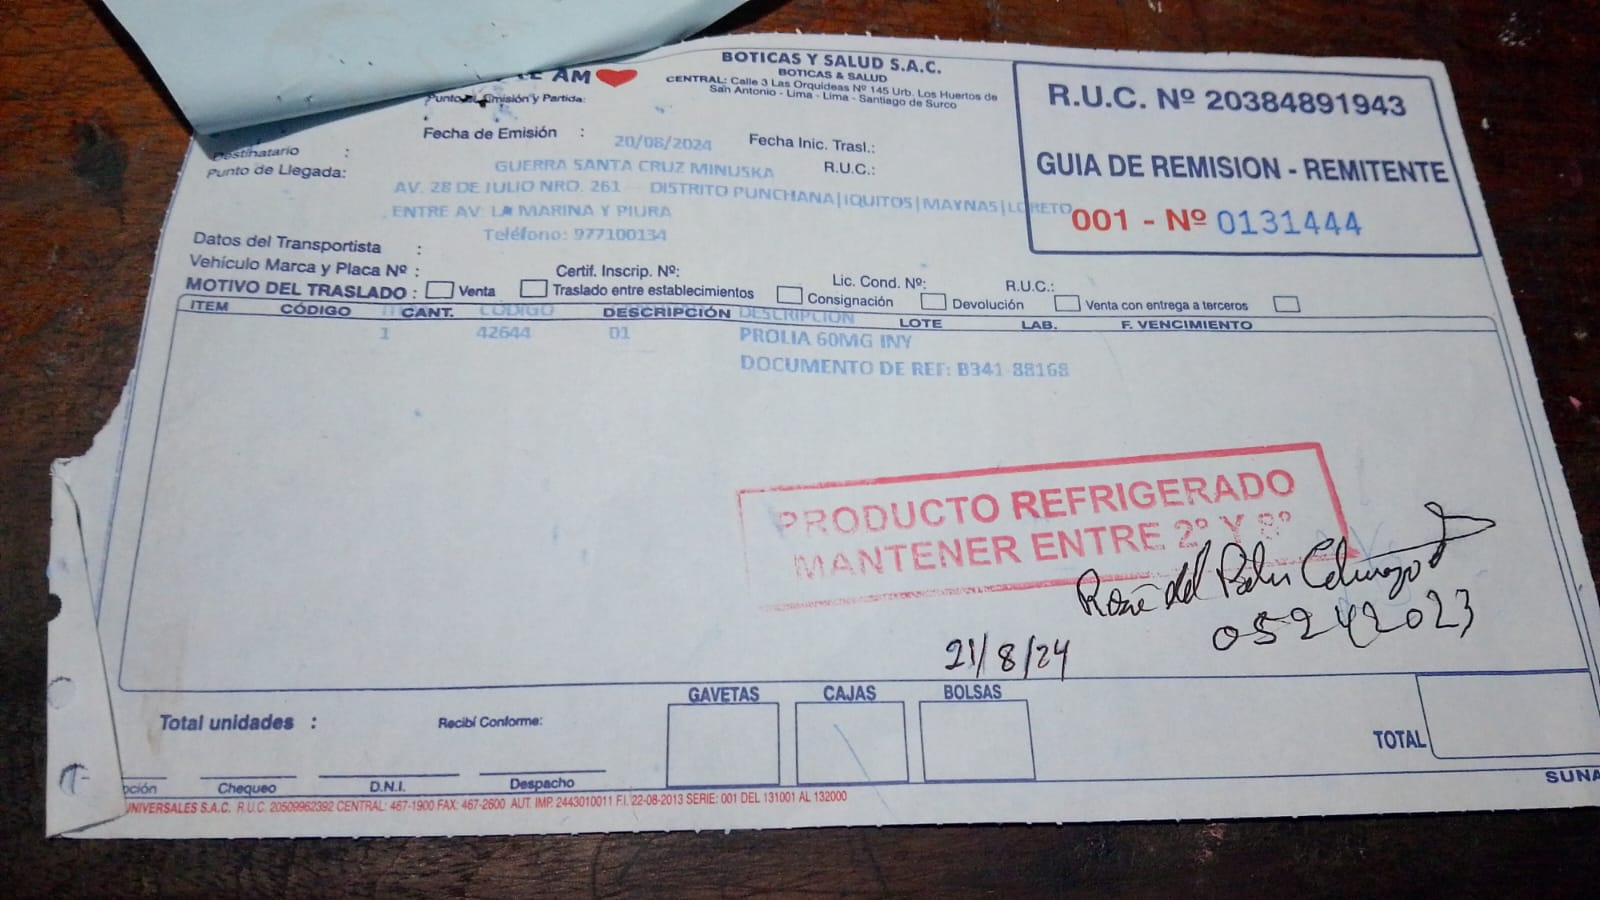 TE AM
BOTICAS Y SALUD S.A.C.
BOTICAS & SALUD
CENTRAL: Calle 3 Las Orquideas Nº 145 Urb. Los Huertos de
San Antonio - Lima - Lima - Santiago de Surco
R.U.C. Nº 20384891943
GUIA DE REMISION - REMITENTE
001 - Nº 0131444
Punto de Emisión y Partida:
Fecha de Emisión : 20/08/2024 Fecha Inic. Trasl.:
Destinatario : GUERRA SANTA CRUZ MINUSKA R.U.C.:
Punto de Llegada: AV. 28 DE JULIO NRO. 261 DISTRITO PUNCHANA|IQUITOS|MAYNAS|LORETO
ENTRE AV. LA MARINA Y PIURA
Teléfono: 977100134
Datos del Transportista :
Vehículo Marca y Placa Nº : Certif. Inscrip. Nº: Lic. Cond. Nº: R.U.C.:
MOTIVO DEL TRASLADO : Venta Traslado entre establecimientos Consignación Devolución Venta con entrega a terceros
ITEM CÓDIGO CANT. CODIGO DESCRIPCIÓN DESCRIPCION LOTE LAB. F. VENCIMIENTO
1 42644 01 PROLIA 60MG INY
DOCUMENTO DE REF: B341-88168
PRODUCTO REFRIGERADO
MANTENER ENTRE 2° Y 8°
del
05242023
21/8/24
GAVETAS CAJAS BOLSAS
Total unidades : Recibí Conforme:
TOTAL
pción Chequeo D.N.I. Despacho
SUNA
UNIVERSALES S.A.C. R.U.C. 20509962392 CENTRAL: 467-1900 FAX: 467-2600 AUT. IMP. 2443010011 F.I. 22-08-2013 SERIE: 001 DEL 131001 AL 132000